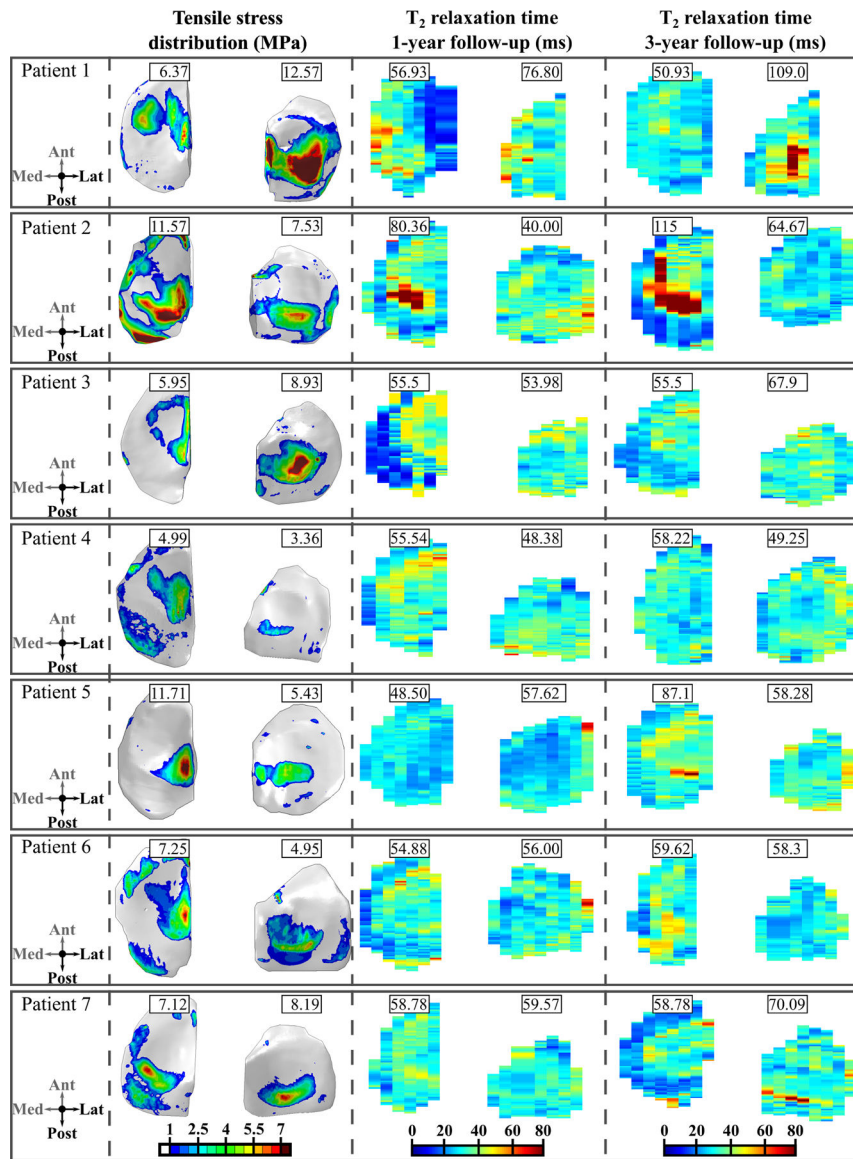 Tensile stress distribution (MPa)
T2 relaxation time 1-year follow-up (ms)
T2 relaxation time 3-year follow-up (ms)
Patient 1
6.37 12.57 56.93 76.80 50.93 109.0
Ant
Med Lat
Post
Patient 2
11.57 7.53 80.36 40.00 115 64.67
Ant
Med Lat
Post
Patient 3
5.95 8.93 55.5 53.98 55.5 67.9
Ant
Med Lat
Post
Patient 4
4.99 3.36 55.54 48.38 58.22 49.25
Ant
Med Lat
Post
Patient 5
11.71 5.43 48.50 57.62 87.1 58.28
Ant
Med Lat
Post
Patient 6
7.25 4.95 54.88 56.00 59.62 58.3
Ant
Med Lat
Post
Patient 7
7.12 8.19 58.78 59.57 58.78 70.09
Ant
Med Lat
Post
1 2.5 4 5.5 7
0 20 40 60 80
0 20 40 60 80